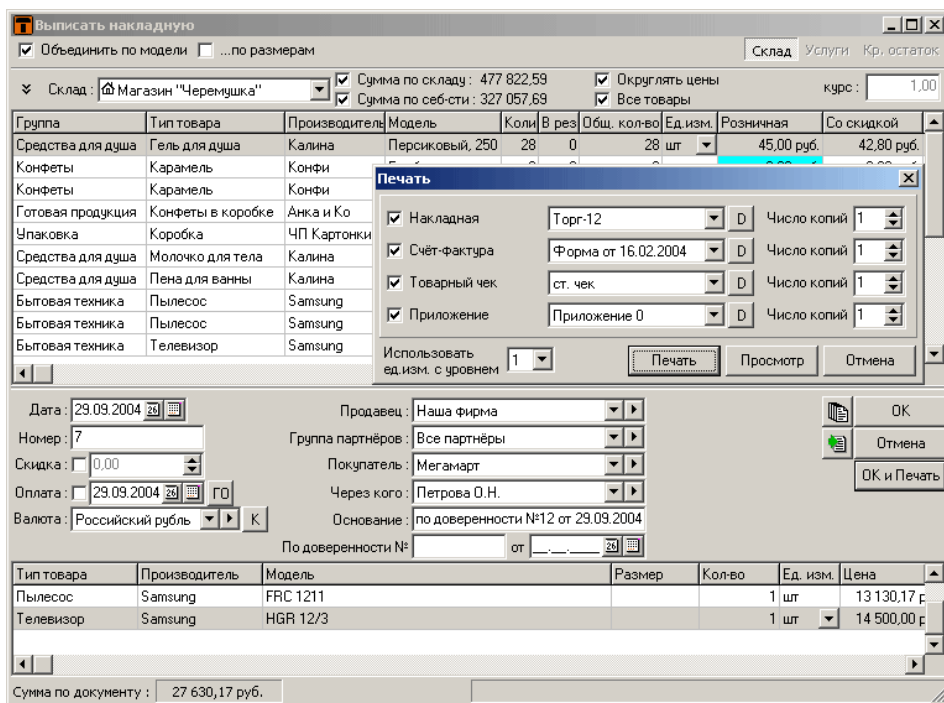 Выписать накладную
Объединить по модели ...по размерам Склад Услуги Кр. остаток
Склад : Магазин "Черемушка" Сумма по складу : 477 822,59 Округлять цены курс : 1,00
Сумма по себ-сти : 327 057,69 Все товары
Группа Тип товара Производитель Модель Коли В рез Общ. кол-во Ед.изм. Розничная Со скидкой
Средства для душа Гель для душа Калина Персиковый, 250 28 0 28 шт 45,00 руб. 42,80 руб.
Конфеты Карамель Конфи
Конфеты Карамель Конфи
Готовая продукция Конфеты в коробке Анка и Ко
Упаковка Коробка ЧП Картонки
Средства для душа Молочко для тела Калина
Средства для душа Пена для ванны Калина
Бытовая техника Пылесос Samsung
Бытовая техника Пылесос Samsung
Бытовая техника Телевизор Samsung
Печать
Накладная Торг-12 D Число копий 1
Счёт-фактура Форма от 16.02.2004 D Число копий 1
Товарный чек ст. чек D Число копий 1
Приложение Приложение 0 D Число копий 1
Использовать
ед.изм. с уровнем 1 Печать Просмотр Отмена
Дата : 29.09.2004 26 Продавец : Наша фирма OK
Номер : 7 Группа партнёров : Все партнёры Отмена
Скидка : 0,00 Покупатель : Мегамарт ОК и Печать
Оплата : 29.09.2004 26 ГО Через кого : Петрова О.Н.
Валюта : Российский рубль К Основание : по доверенности №12 от 29.09.2004
По доверенности № от __.__.____ 26
Тип товара Производитель Модель Размер Кол-во Ед. изм. Цена
Пылесос Samsung FRC 1211 1 шт 13 130,17 р
Телевизор Samsung HGR 12/3 1 шт 14 500,00 р
Сумма по документу : 27 630,17 руб.